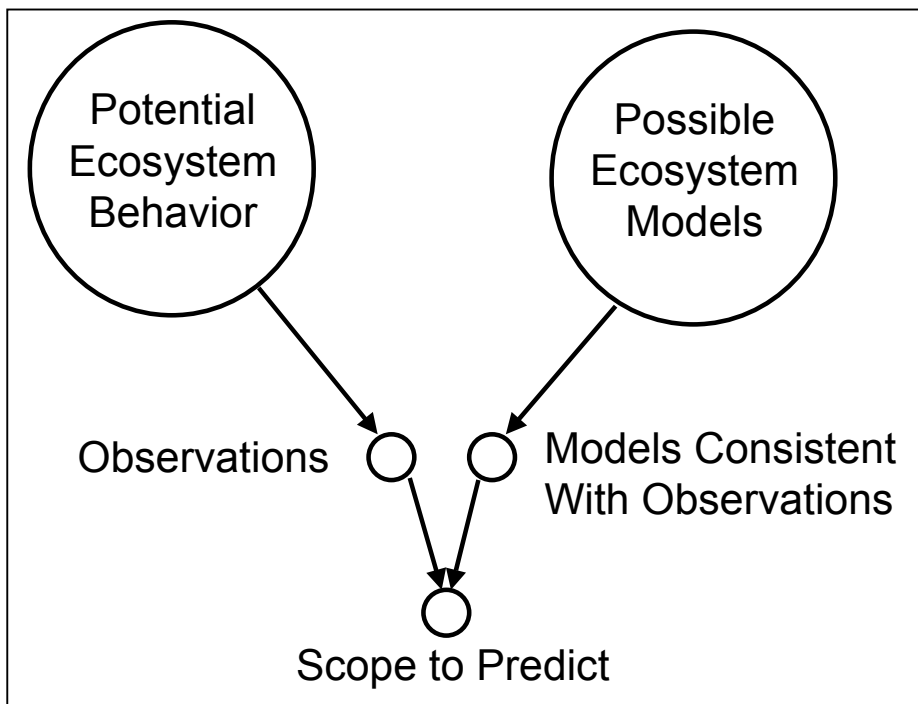 Potential
Ecosystem
Behavior
Possible
Ecosystem
Models
Observations
Models Consistent
With Observations
Scope to Predict